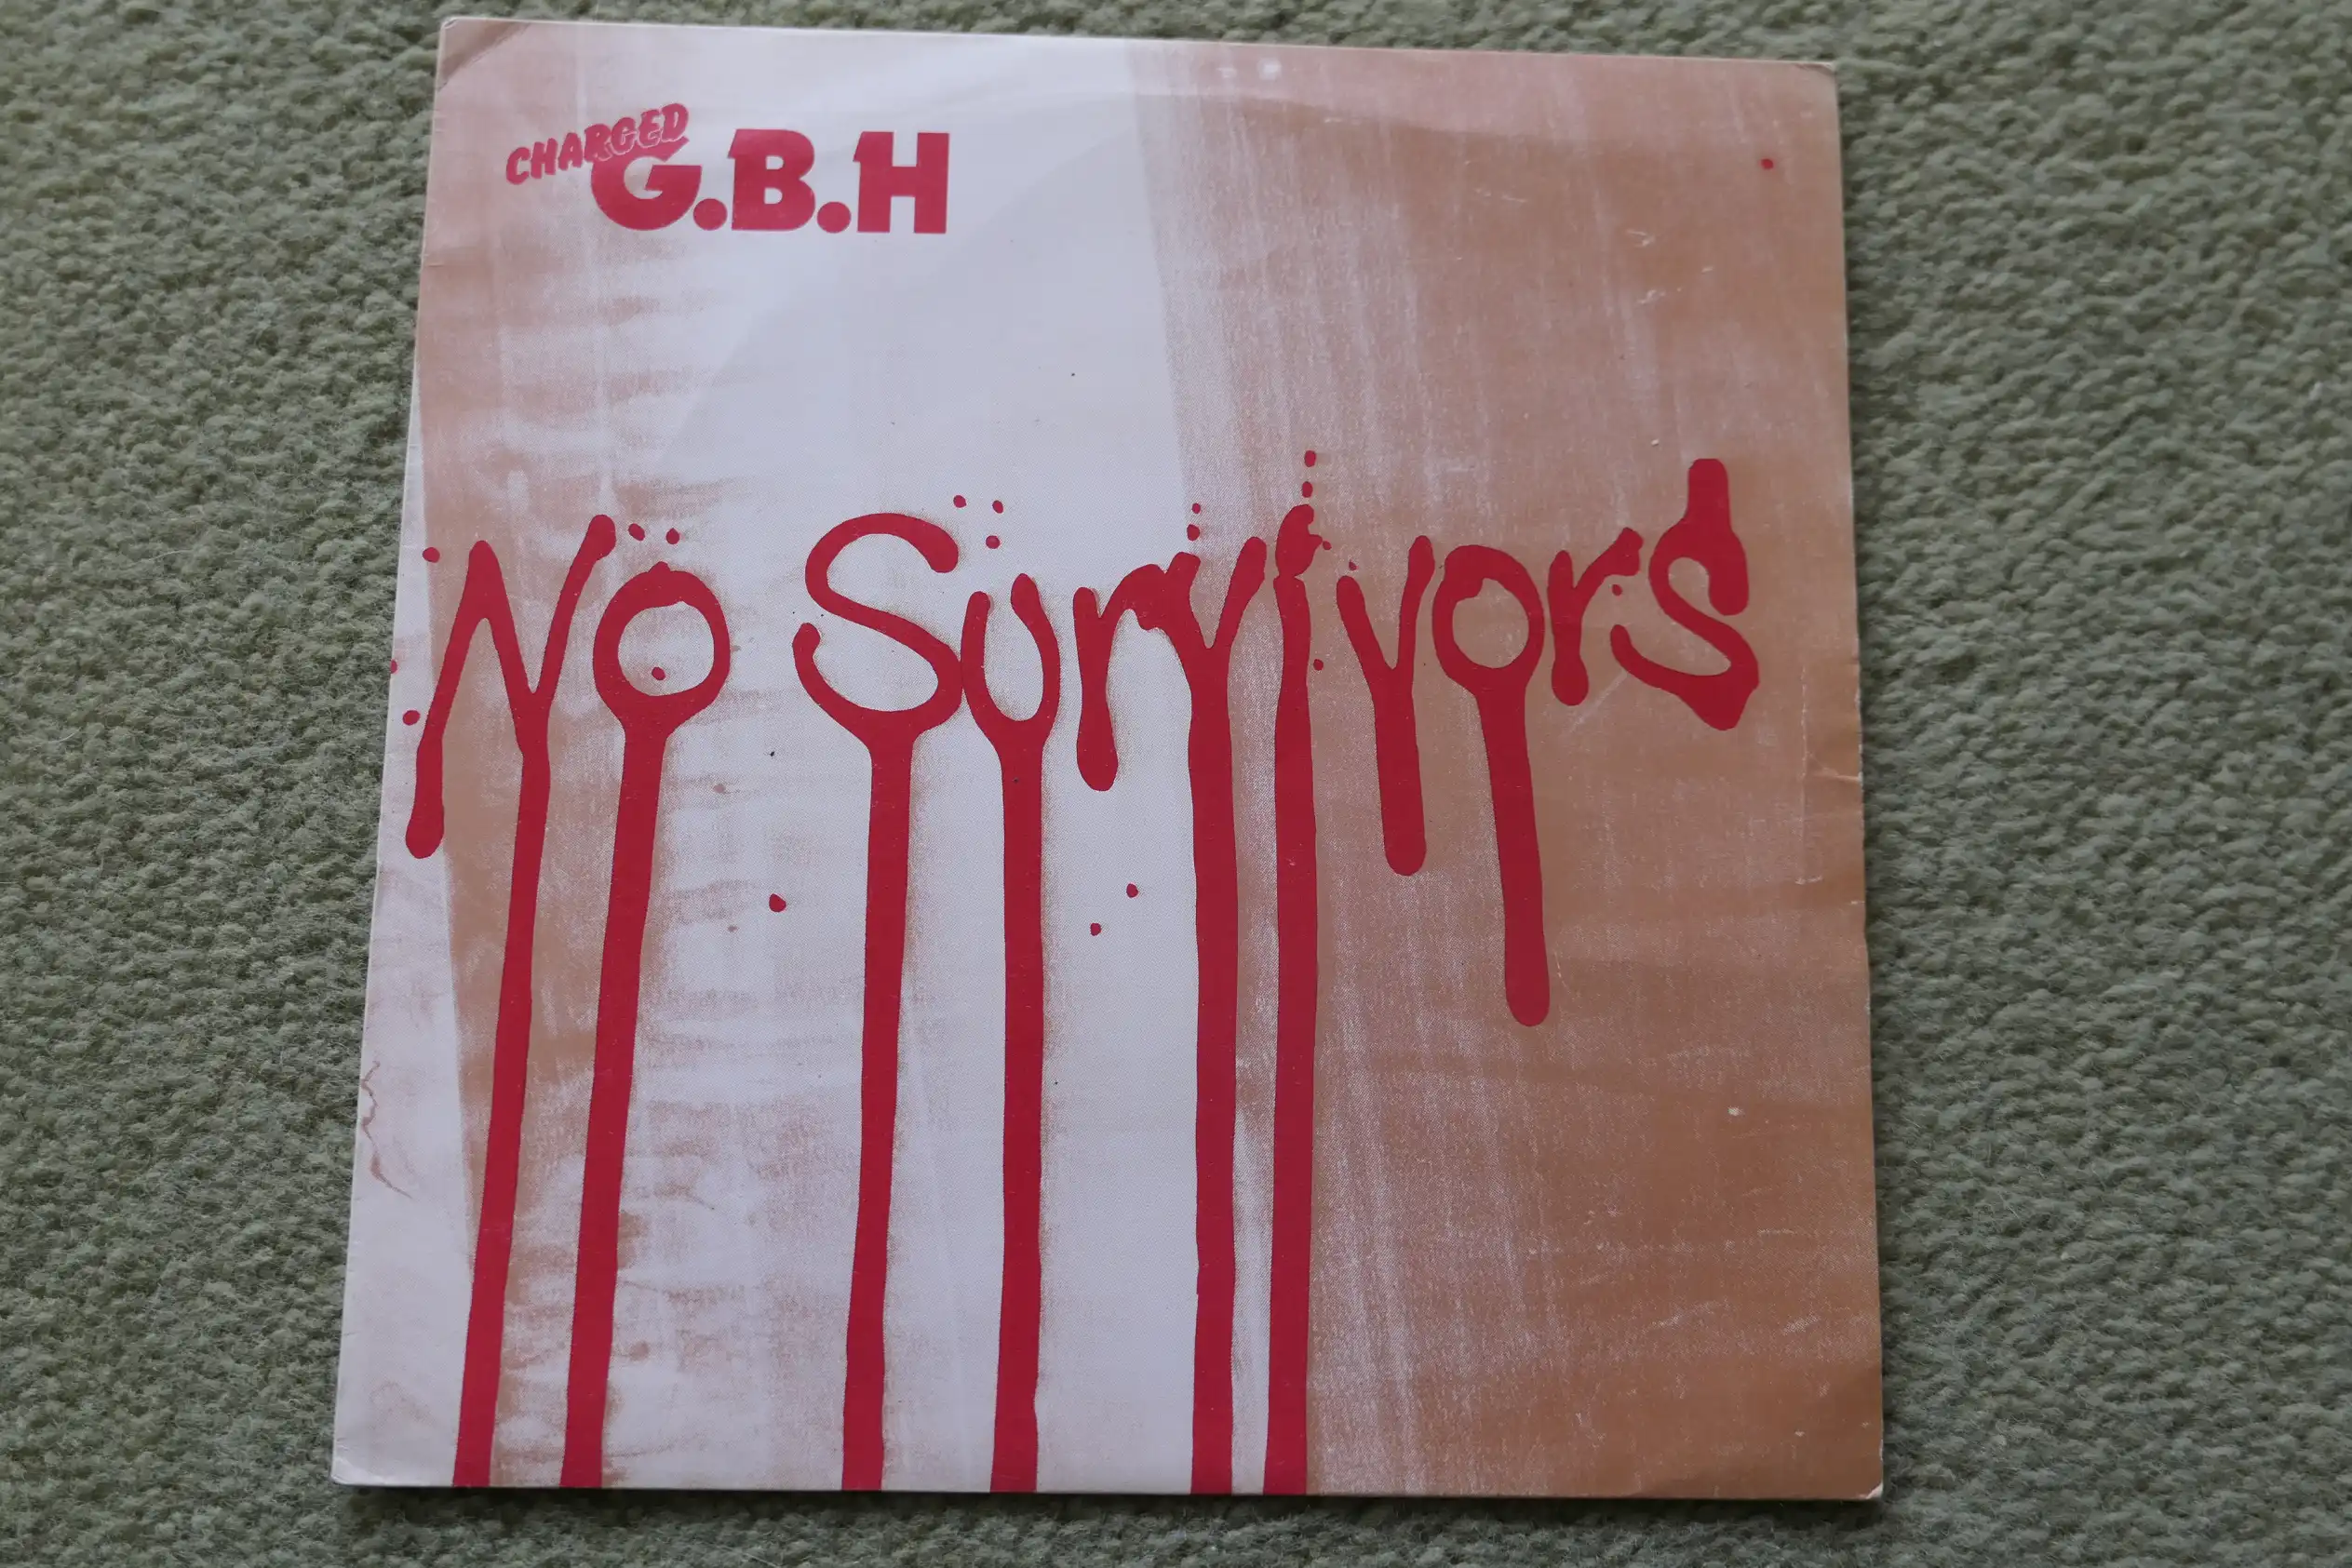 CHARGED
G.B.H
No Survivors